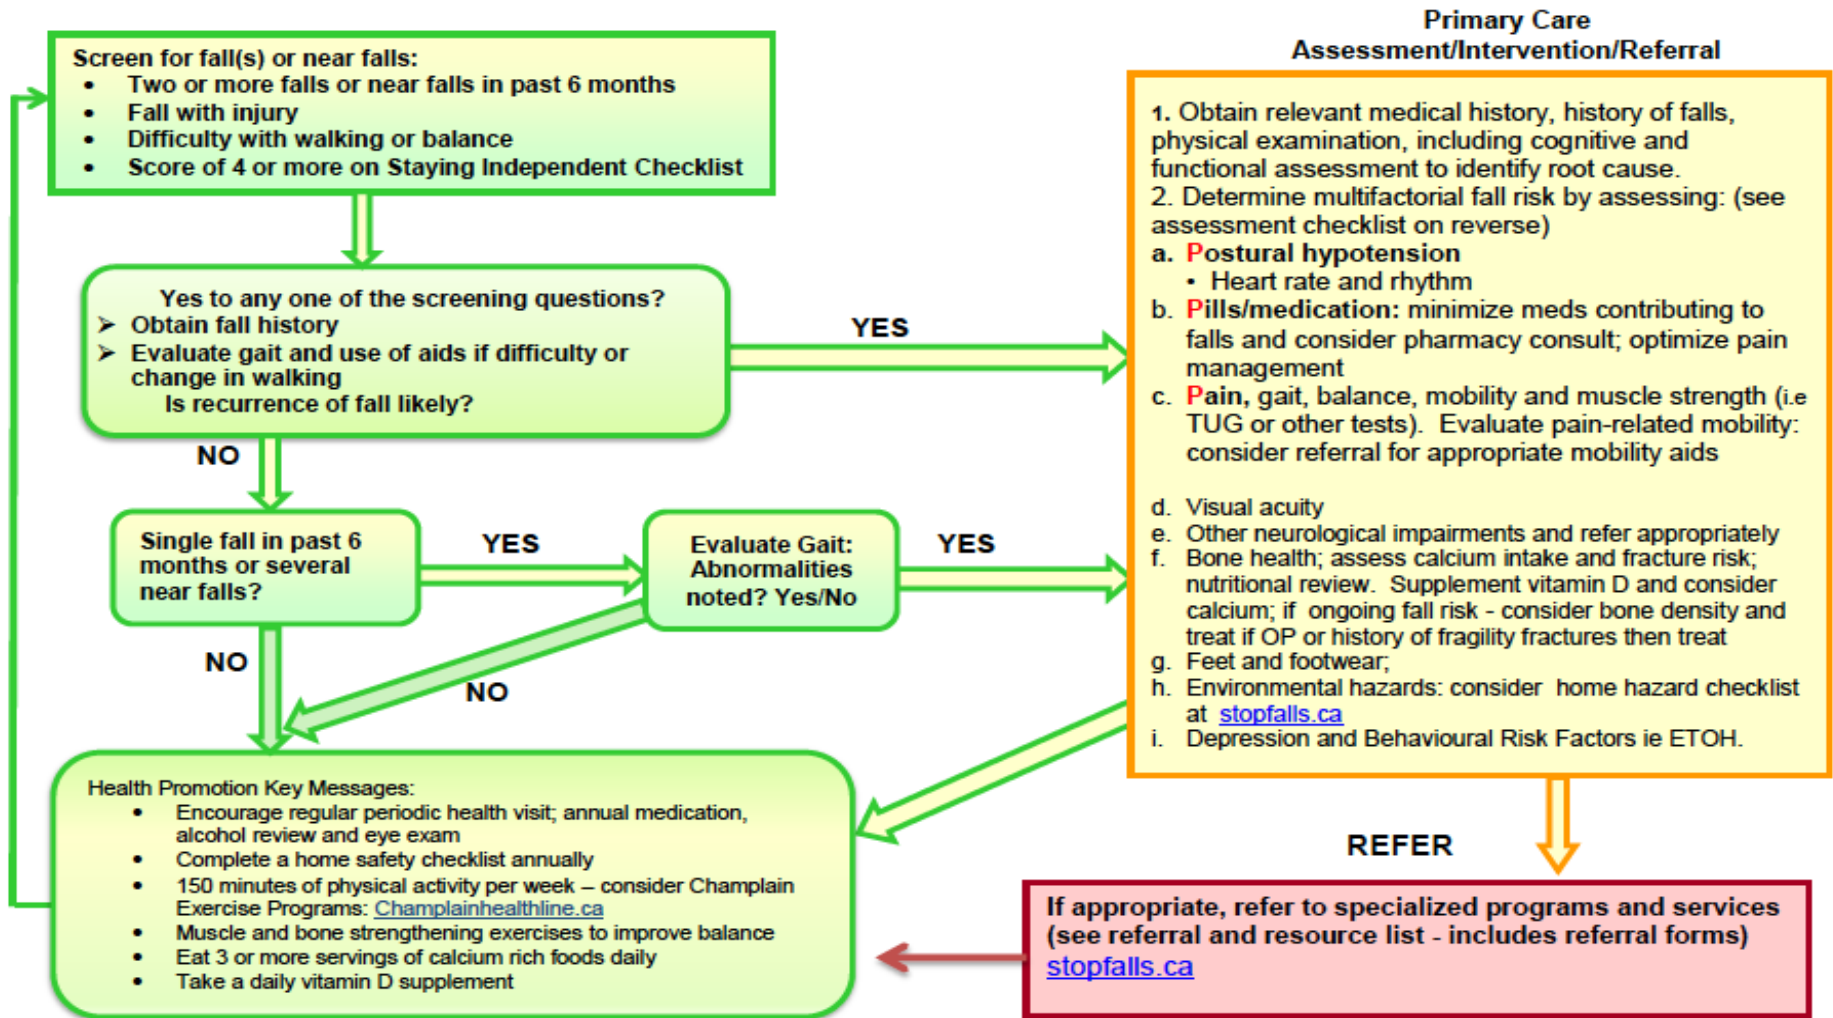 Primary Care
Assessment/Intervention/Referral
Screen for fall(s) or near falls:
• Two or more falls or near falls in past 6 months
• Fall with injury
• Difficulty with walking or balance
• Score of 4 or more on Staying Independent Checklist
Yes to any one of the screening questions?
➢ Obtain fall history
➢ Evaluate gait and use of aids if difficulty or
change in walking
Is recurrence of fall likely?
YES
NO
Single fall in past 6
months or several
near falls?
YES
Evaluate Gait:
Abnormalities
noted? Yes/No
YES
NO
NO
Health Promotion Key Messages:
• Encourage regular periodic health visit; annual medication,
alcohol review and eye exam
• Complete a home safety checklist annually
• 150 minutes of physical activity per week – consider Champlain
Exercise Programs: Champlainhealthline.ca
• Muscle and bone strengthening exercises to improve balance
• Eat 3 or more servings of calcium rich foods daily
• Take a daily vitamin D supplement
1. Obtain relevant medical history, history of falls,
physical examination, including cognitive and
functional assessment to identify root cause.
2. Determine multifactorial fall risk by assessing: (see
assessment checklist on reverse)
a. Postural hypotension
• Heart rate and rhythm
b. Pills/medication: minimize meds contributing to
falls and consider pharmacy consult; optimize pain
management
c. Pain, gait, balance, mobility and muscle strength (i.e
TUG or other tests). Evaluate pain-related mobility:
consider referral for appropriate mobility aids
d. Visual acuity
e. Other neurological impairments and refer appropriately
f. Bone health; assess calcium intake and fracture risk;
nutritional review. Supplement vitamin D and consider
calcium; if ongoing fall risk - consider bone density and
treat if OP or history of fragility fractures then treat
g. Feet and footwear;
h. Environmental hazards: consider home hazard checklist
at stopfalls.ca
i. Depression and Behavioural Risk Factors ie ETOH.
REFER
If appropriate, refer to specialized programs and services
(see referral and resource list - includes referral forms)
stopfalls.ca